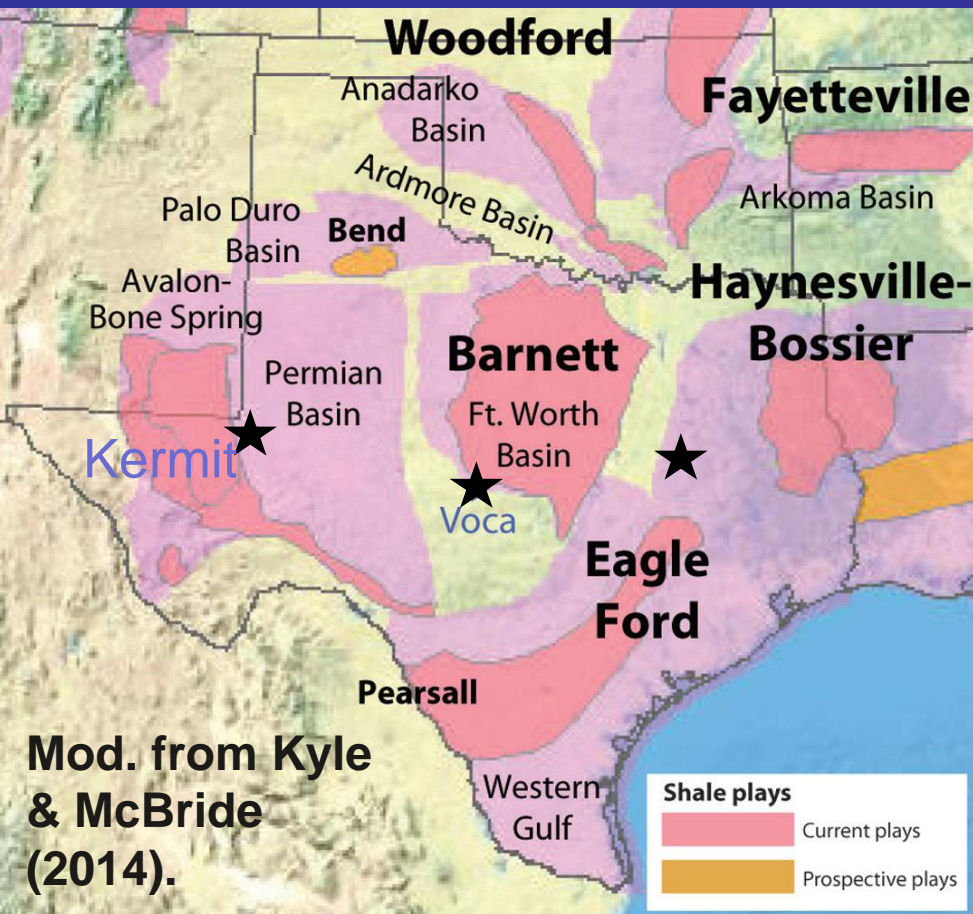 Woodford
Anadarko
Basin
Fayetteville
Ardmore Basin
Arkoma Basin
Palo Duro
Basin
Bend
Avalon-
Bone Spring
Haynesville-
Bossier
Barnett
Permian
Basin
Ft. Worth
Basin
Kermit
Voca
Eagle
Ford
Pearsall
Mod. from Kyle
& McBride
(2014).
Western
Gulf
Shale plays
Current plays
Prospective plays